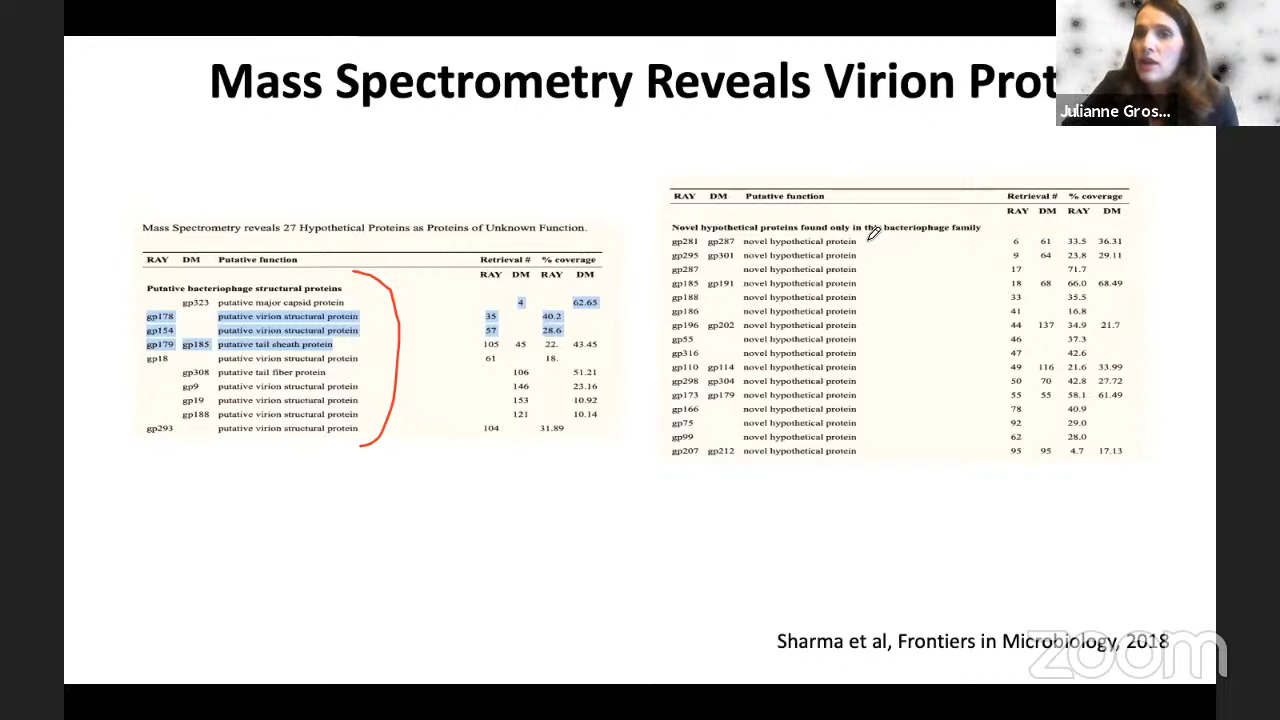 Mass Spectrometry Reveals Virion Prot
Julianne Gros...
Mass Spectrometry reveals 27 Hypothetical Proteins as Proteins of Unknown Function.
RAY DM Putative function Retrieval # % coverage
RAY DM RAY DM
Putative bacteriophage structural proteins
gp323 putative major capsid protein 4 62.65
gp178 putative virion structural protein 35 40.2
gp154 putative virion structural protein 57 28.6
gp179 gp185 putative tail sheath protein 105 45 22. 43.45
gp18 putative virion structural protein 61 18.
gp308 putative tail fiber protein 106 51.21
gp9 putative virion structural protein 146 23.16
gp19 putative virion structural protein 153 10.92
gp188 putative virion structural protein 121 10.14
gp293 putative virion structural protein 104 31.89
RAY DM Putative function Retrieval # % coverage
RAY DM RAY DM
Novel hypothetical proteins found only in this bacteriophage family
gp281 gp287 novel hypothetical protein 6 61 33.5 36.31
gp295 gp301 novel hypothetical protein 9 64 23.8 29.11
gp287 novel hypothetical protein 17 71.7
gp185 gp191 novel hypothetical protein 18 68 66.0 68.49
gp188 novel hypothetical protein 33 35.5
gp186 novel hypothetical protein 41 16.8
gp196 gp202 novel hypothetical protein 44 137 34.9 21.7
gp55 novel hypothetical protein 46 37.3
gp316 novel hypothetical protein 47 42.6
gp110 gp114 novel hypothetical protein 49 116 21.6 33.99
gp298 gp304 novel hypothetical protein 50 70 42.8 27.72
gp173 gp179 novel hypothetical protein 55 55 58.1 61.49
gp166 novel hypothetical protein 78 40.9
gp75 novel hypothetical protein 92 29.0
gp99 novel hypothetical protein 62 28.0
gp207 gp212 novel hypothetical protein 95 95 4.7 17.13
Sharma et al, Frontiers in Microbiology, 2018
zoom